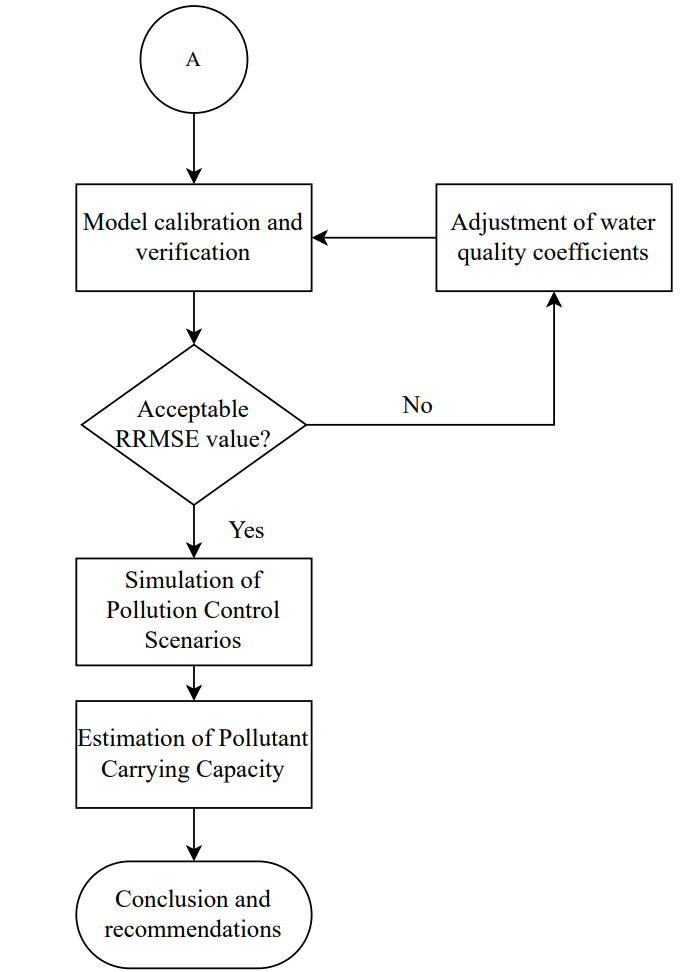 A
Model calibration and
verification
Adjustment of water
quality coefficients
Acceptable
RRMSE value?
No
Yes
Simulation of
Pollution Control
Scenarios
Estimation of Pollutant
Carrying Capacity
Conclusion and
recommendations